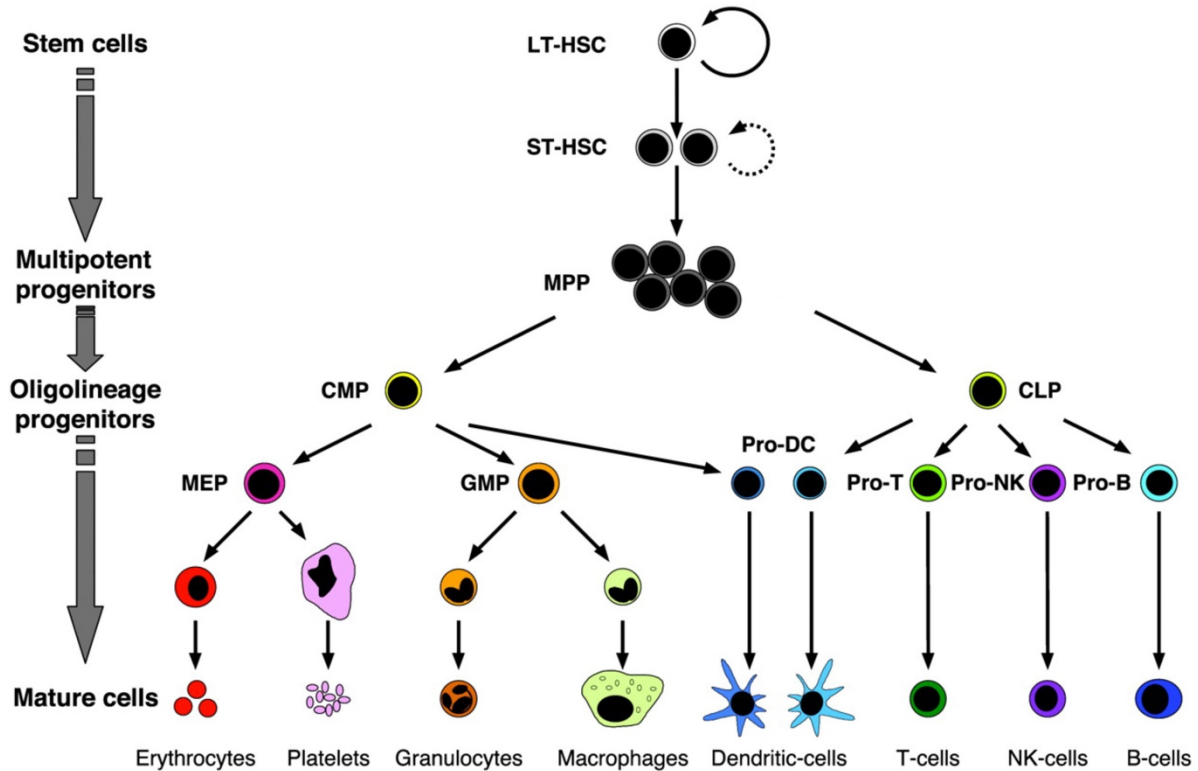 Stem cells
LT-HSC
ST-HSC
Multipotent
progenitors
MPP
Oligolineage
progenitors
CMP
CLP
MEP
GMP
Pro-DC
Pro-T
Pro-NK
Pro-B
Mature cells
Erythrocytes
Platelets
Granulocytes
Macrophages
Dendritic-cells
T-cells
NK-cells
B-cells